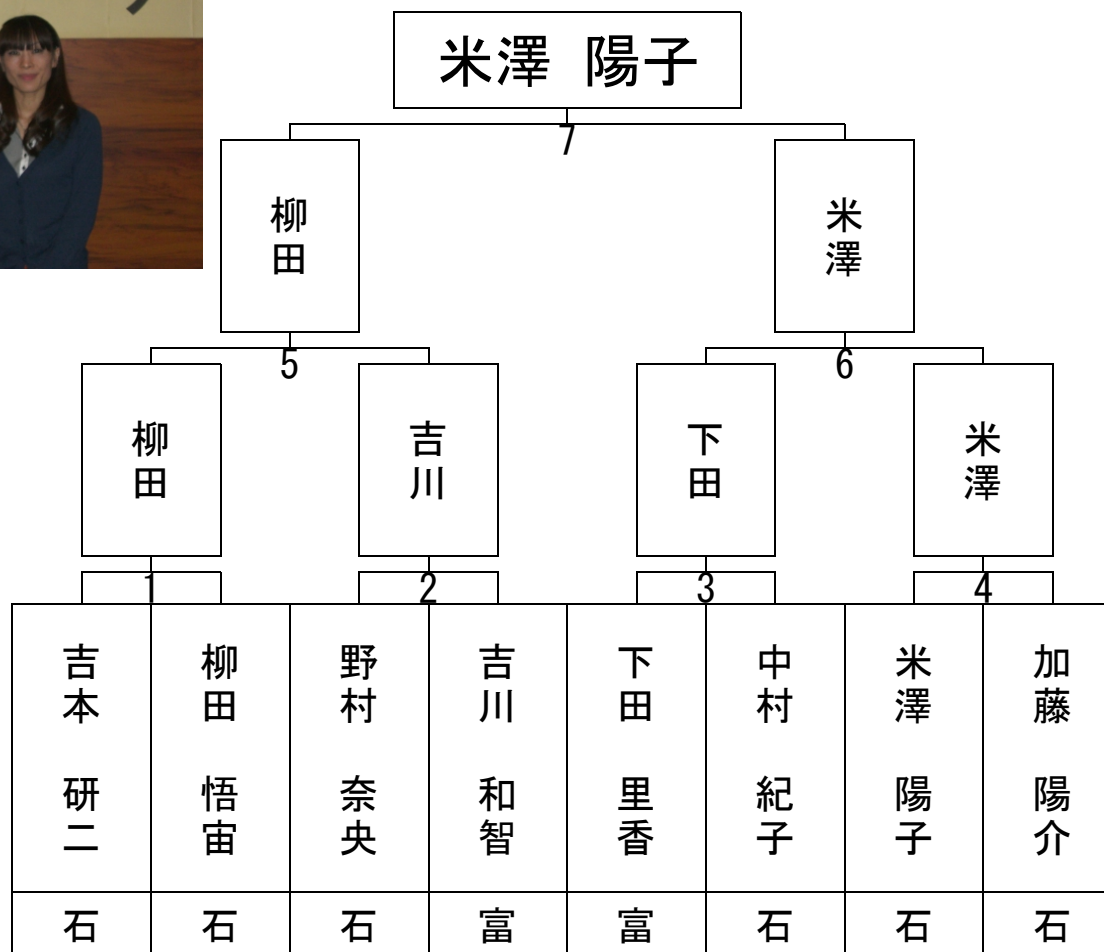 米澤 陽子
7
柳田
米澤
5
6
柳田
吉川
下田
米澤
1
2
3
4
吉本 研二
柳田 悟宙
野村 奈央
吉川 和智
下田 里香
中村 紀子
米澤 陽子
加藤 陽介
石
石
石
富
富
石
石
石